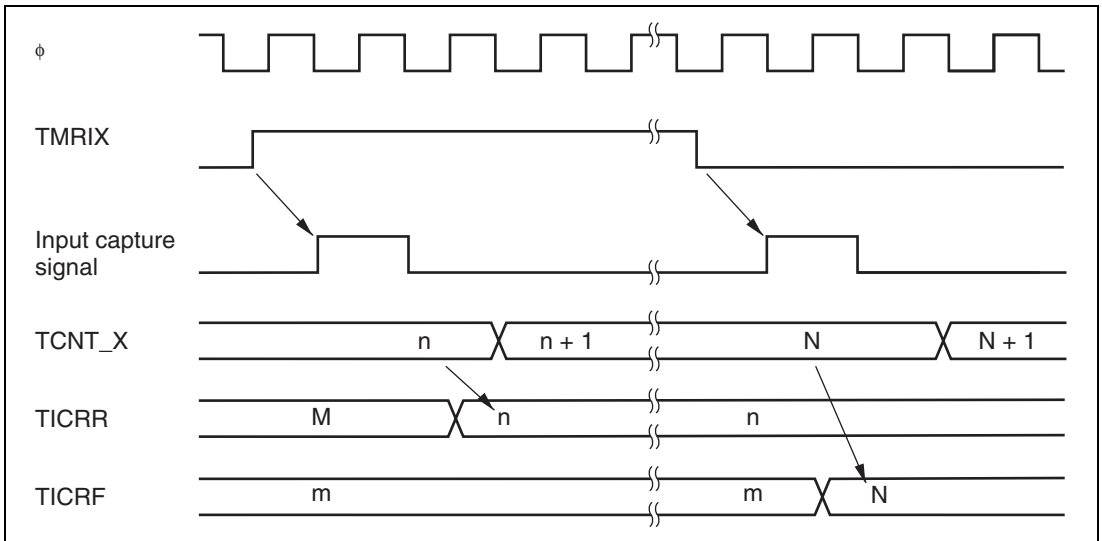 ϕ
TMRIX
Input capture
signal
TCNT_X n n + 1 N N + 1
TICRR M n n
TICRF m m N